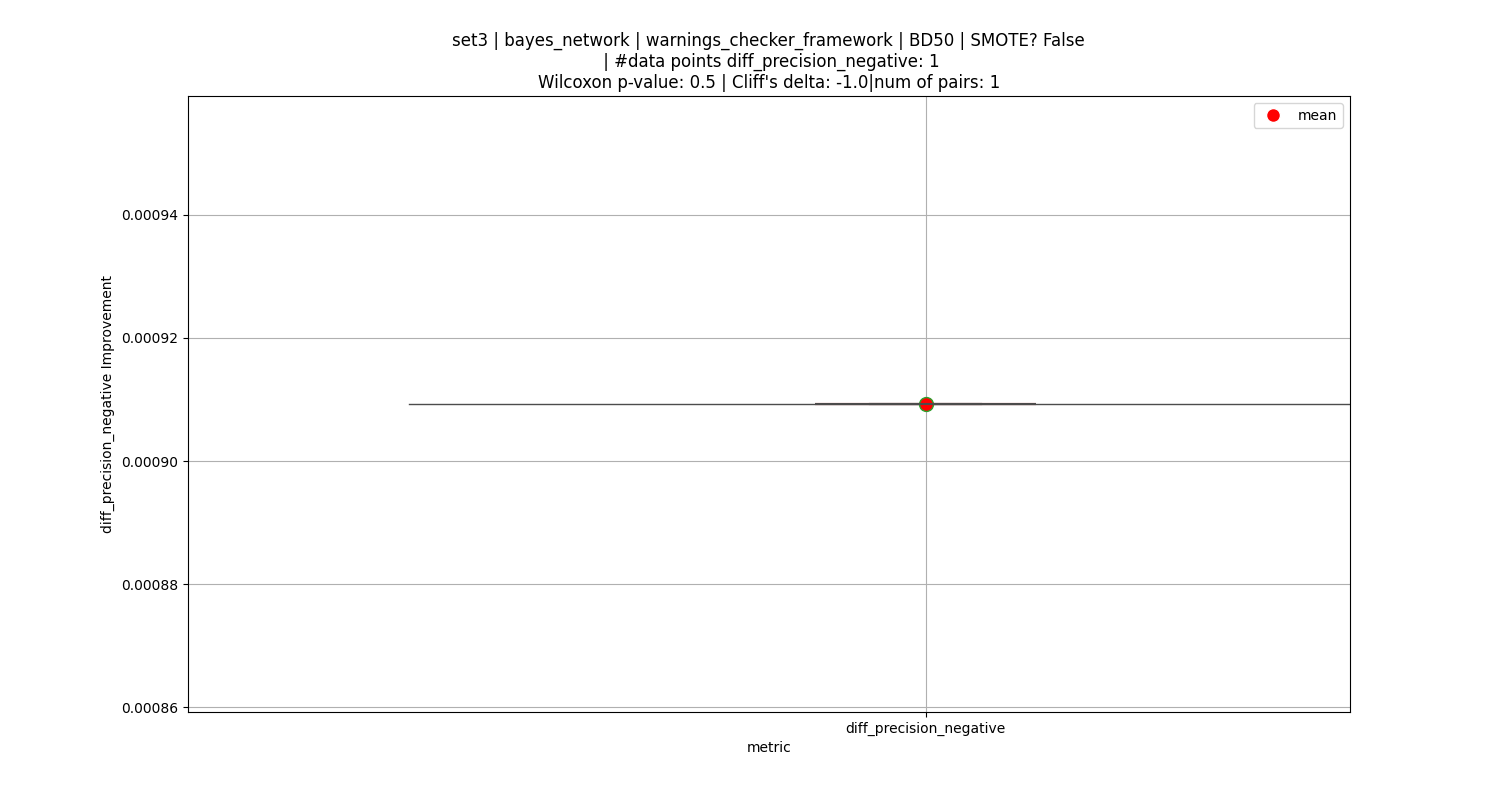 set3 | bayes_network | warnings_checker_framework | BD50 | SMOTE? False
| #data points diff_precision_negative: 1
Wilcoxon p-value: 0.5 | Cliff's delta: -1.0|num of pairs: 1
mean
0.00094
0.00092
0.00090
0.00088
0.00086
diff_precision_negative Improvement
diff_precision_negative
metric